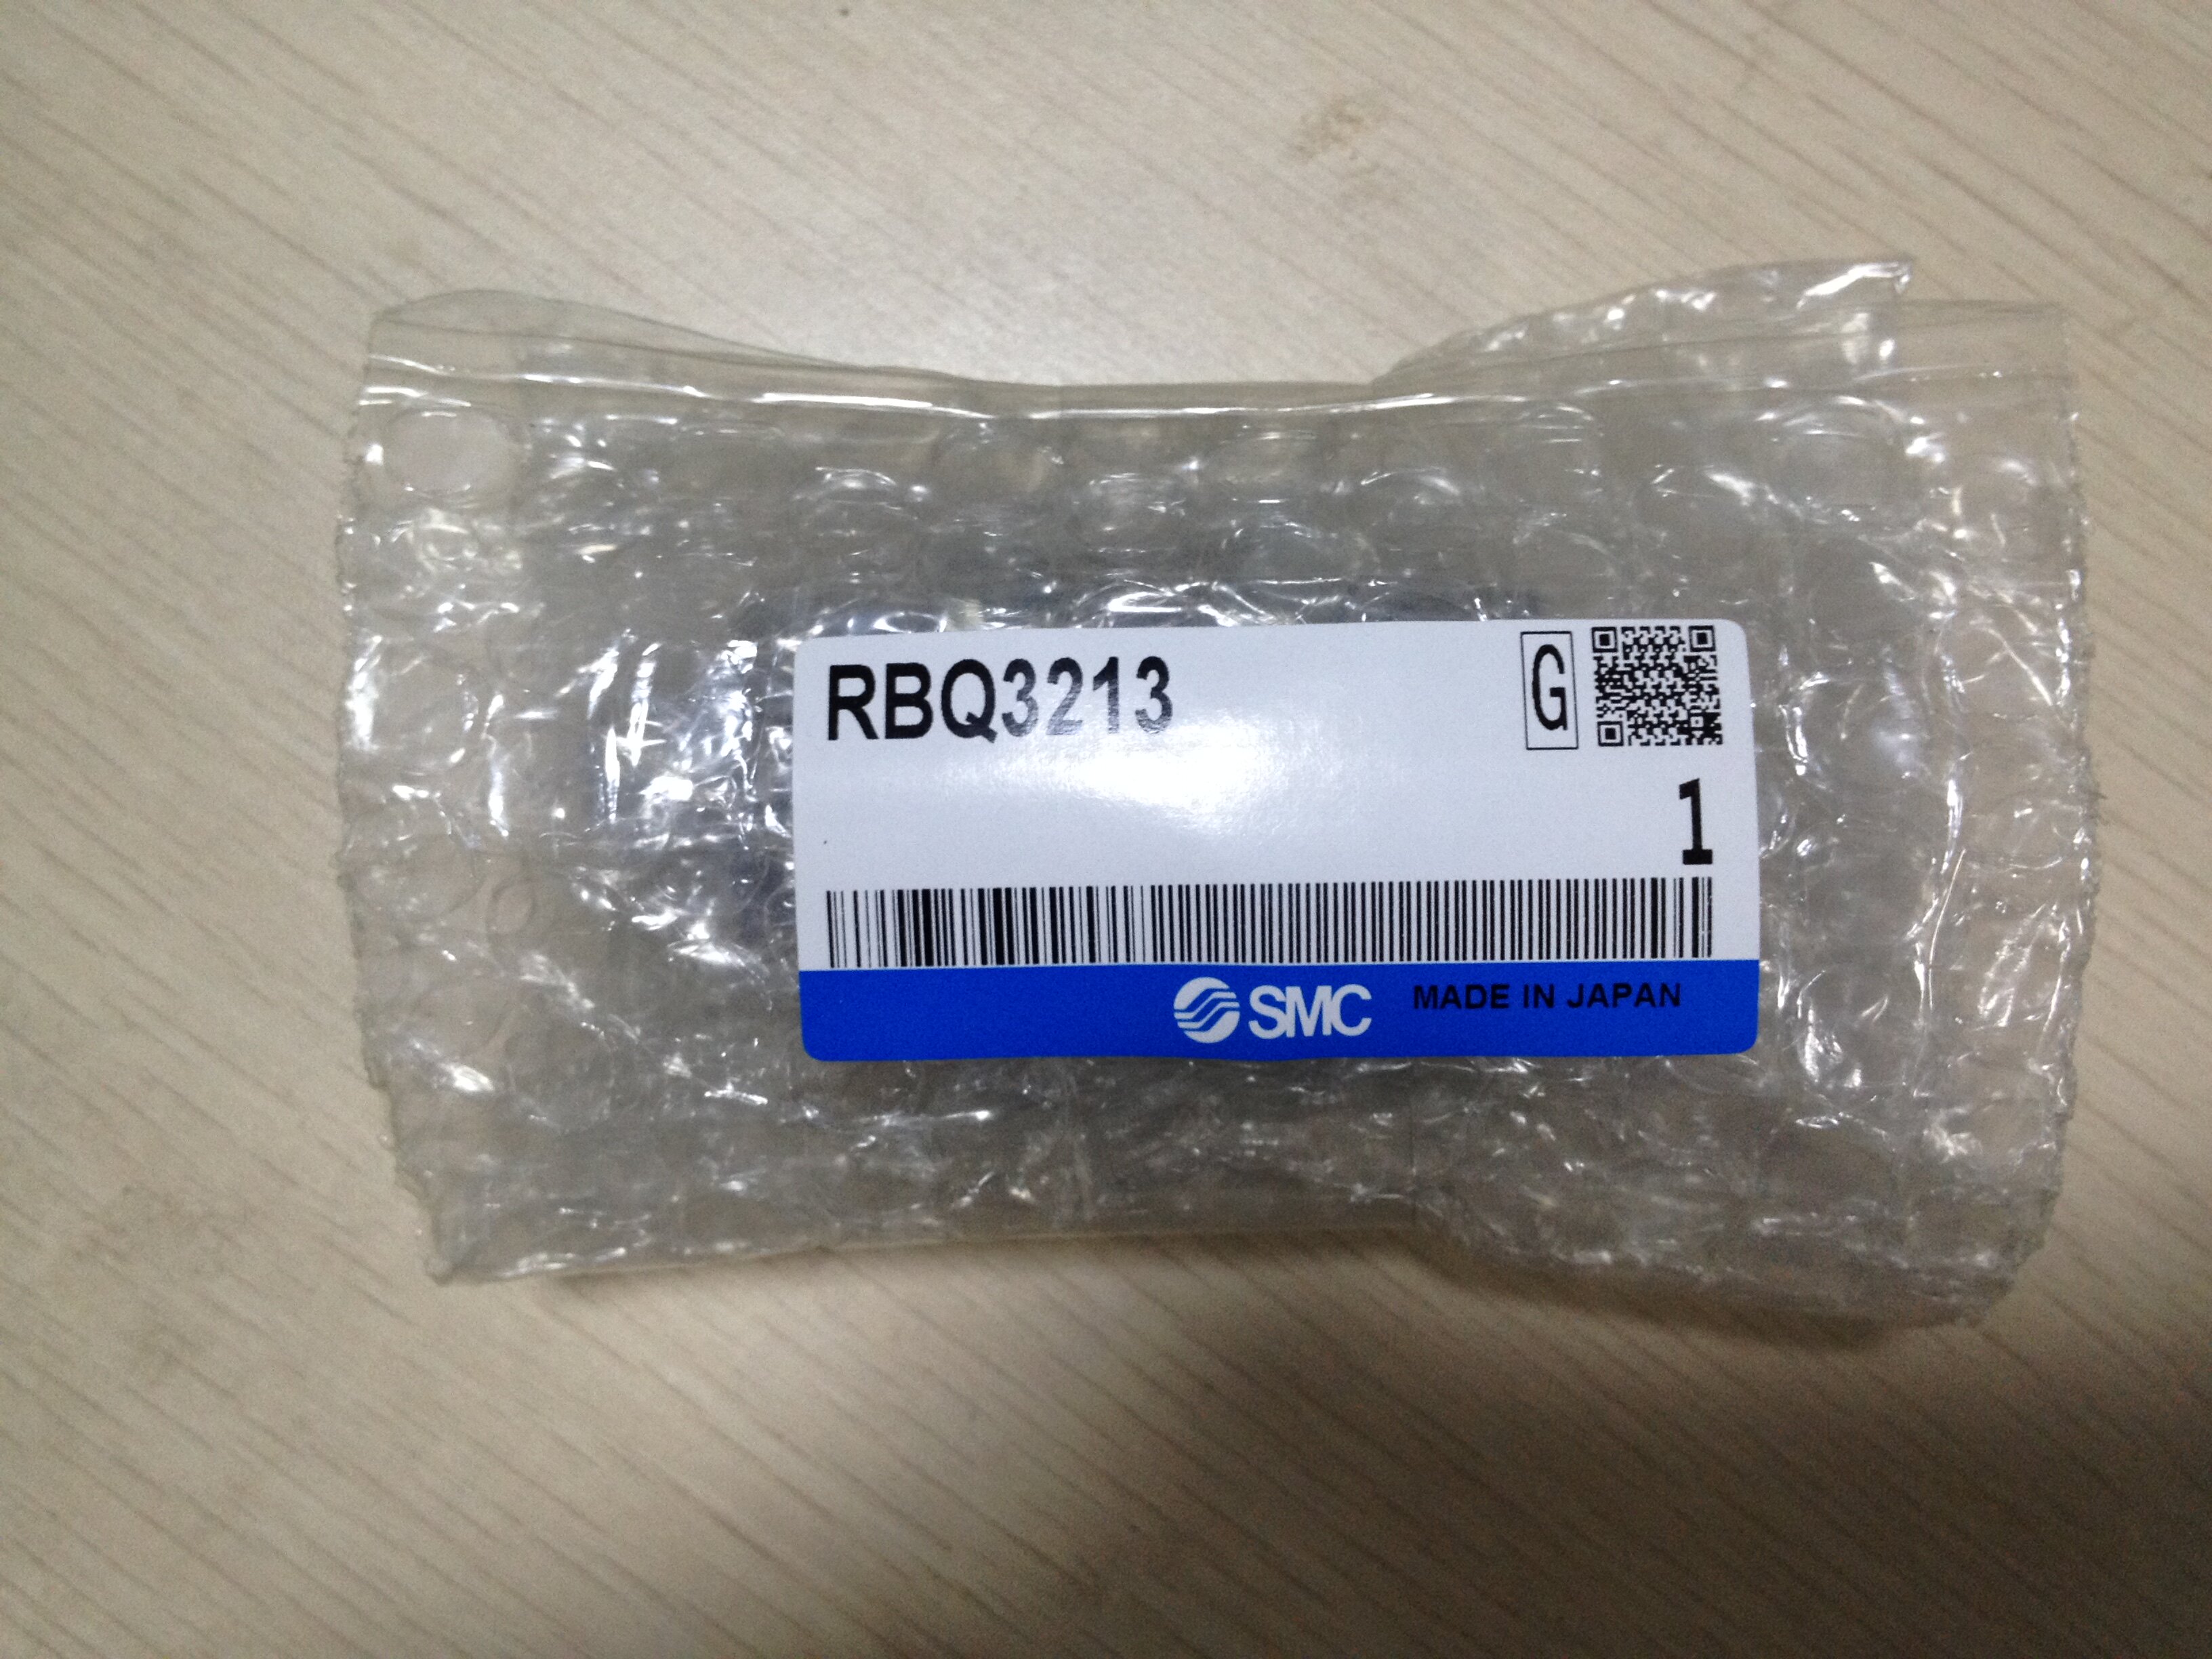 RBQ3213 G
1
SMC MADE IN JAPAN